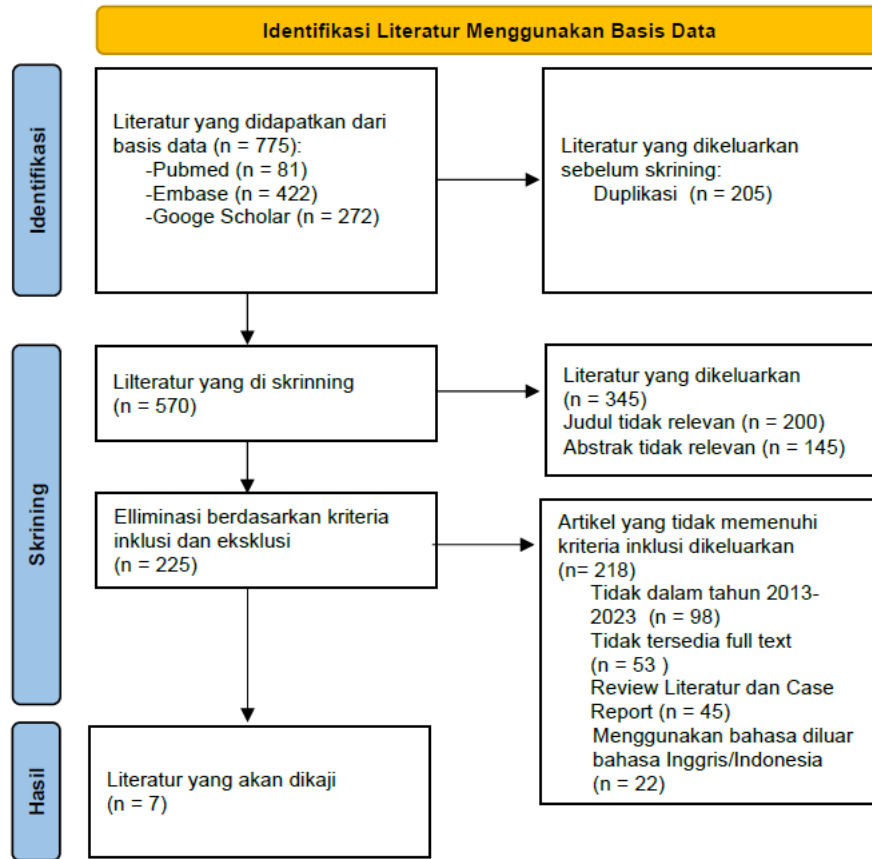 Identifikasi Literatur Menggunakan Basis Data
Identifikasi
Literatur yang didapatkan dari
basis data (n = 775):
-Pubmed (n = 81)
-Embase (n = 422)
-Googe Scholar (n = 272)
Literatur yang dikeluarkan
sebelum skrining:
Duplikasi (n = 205)
Skrining
Lilteratur yang di skrinning
(n = 570)
Literatur yang dikeluarkan
(n = 345)
Judul tidak relevan (n = 200)
Abstrak tidak relevan (n = 145)
Elliminasi berdasarkan kriteria
inklusi dan eksklusi
(n = 225)
Artikel yang tidak memenuhi
kriteria inklusi dikeluarkan
(n= 218)
Tidak dalam tahun 2013-
2023 (n = 98)
Tidak tersedia full text
(n = 53 )
Review Literatur dan Case
Report (n = 45)
Menggunakan bahasa diluar
bahasa Inggris/Indonesia
(n = 22)
Hasil
Literatur yang akan dikaji
(n = 7)